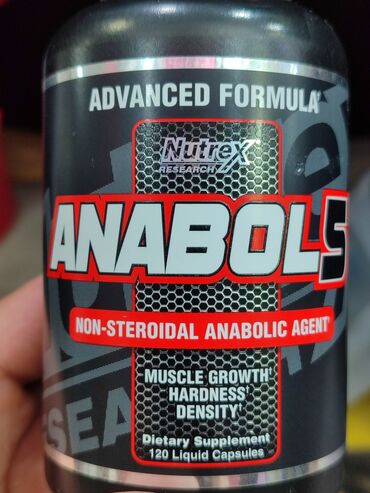 ADVANCED FORMULA†
Nutrex
RESEARCH
ANABOL5
NON-STEROIDAL ANABOLIC AGENT†
MUSCLE GROWTH†
HARDNESS†
DENSITY†
Dietary Supplement
120 Liquid Capsules